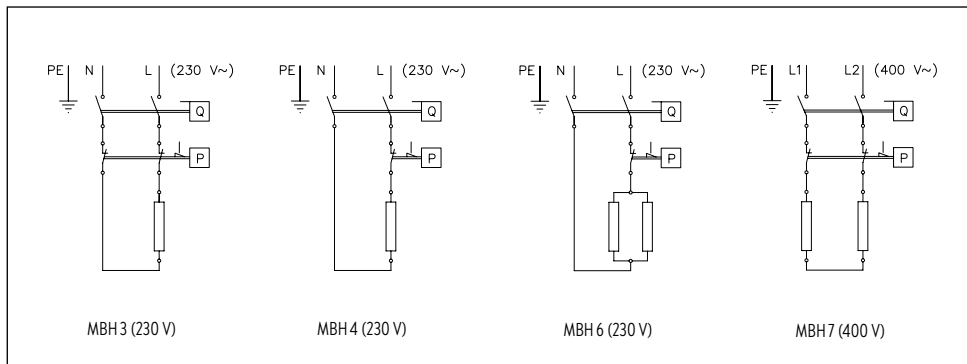 PE N L (230 V~) PE N L (230 V~) PE N L (230 V~) PE L1 L2 (400 V~)
Q Q Q Q
P P P P
MBH 3 (230 V) MBH 4 (230 V) MBH 6 (230 V) MBH 7 (400 V)